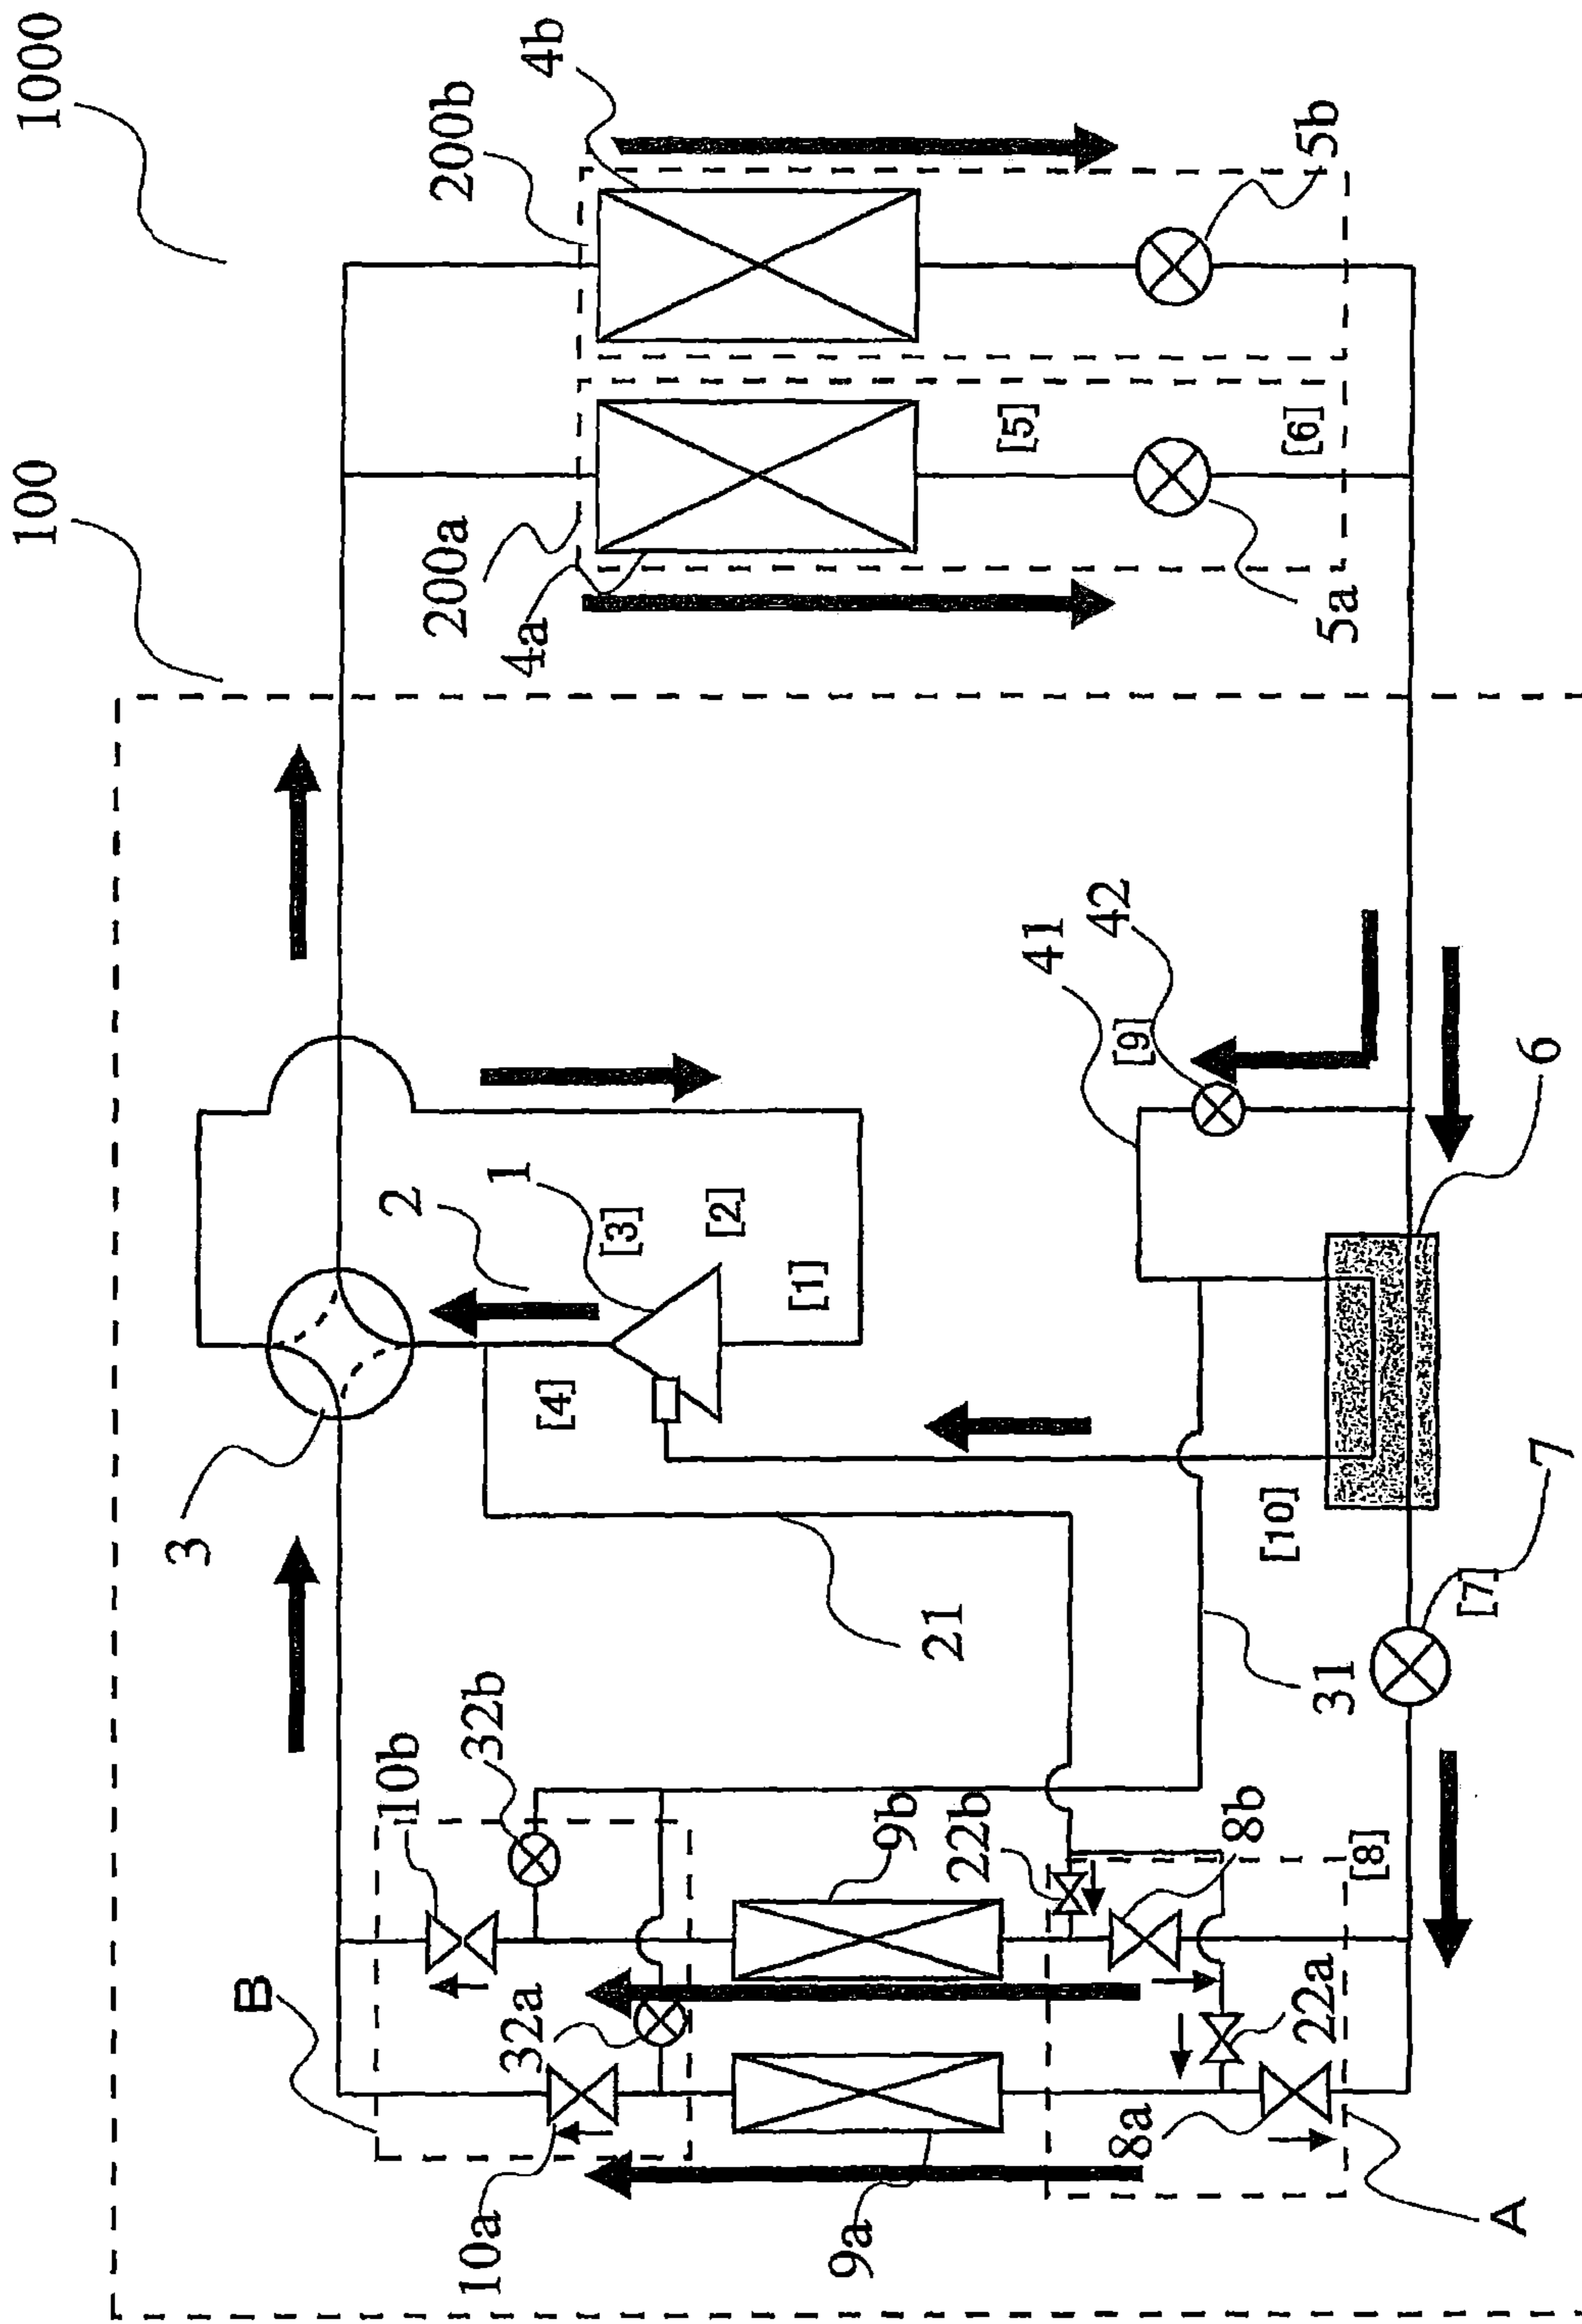 1000
100
200b
4b
200a
4a
5b
5a
[5]
[6]
41
42
[9]
6
1
2
[3]
[2]
[1]
[4]
3
21
[10]
7
[7]
31
10b
32b
9b
22b
8b
[8]
B
32a
22a
10a
9a
8a
A